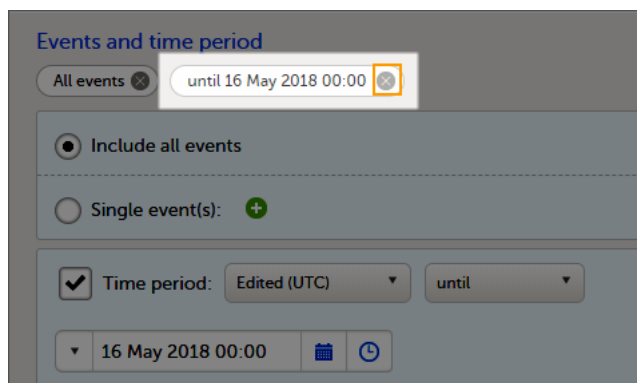 Events and time period
All events until 16 May 2018 00:00
Include all events
Single event(s):
Time period: Edited (UTC) until
16 May 2018 00:00